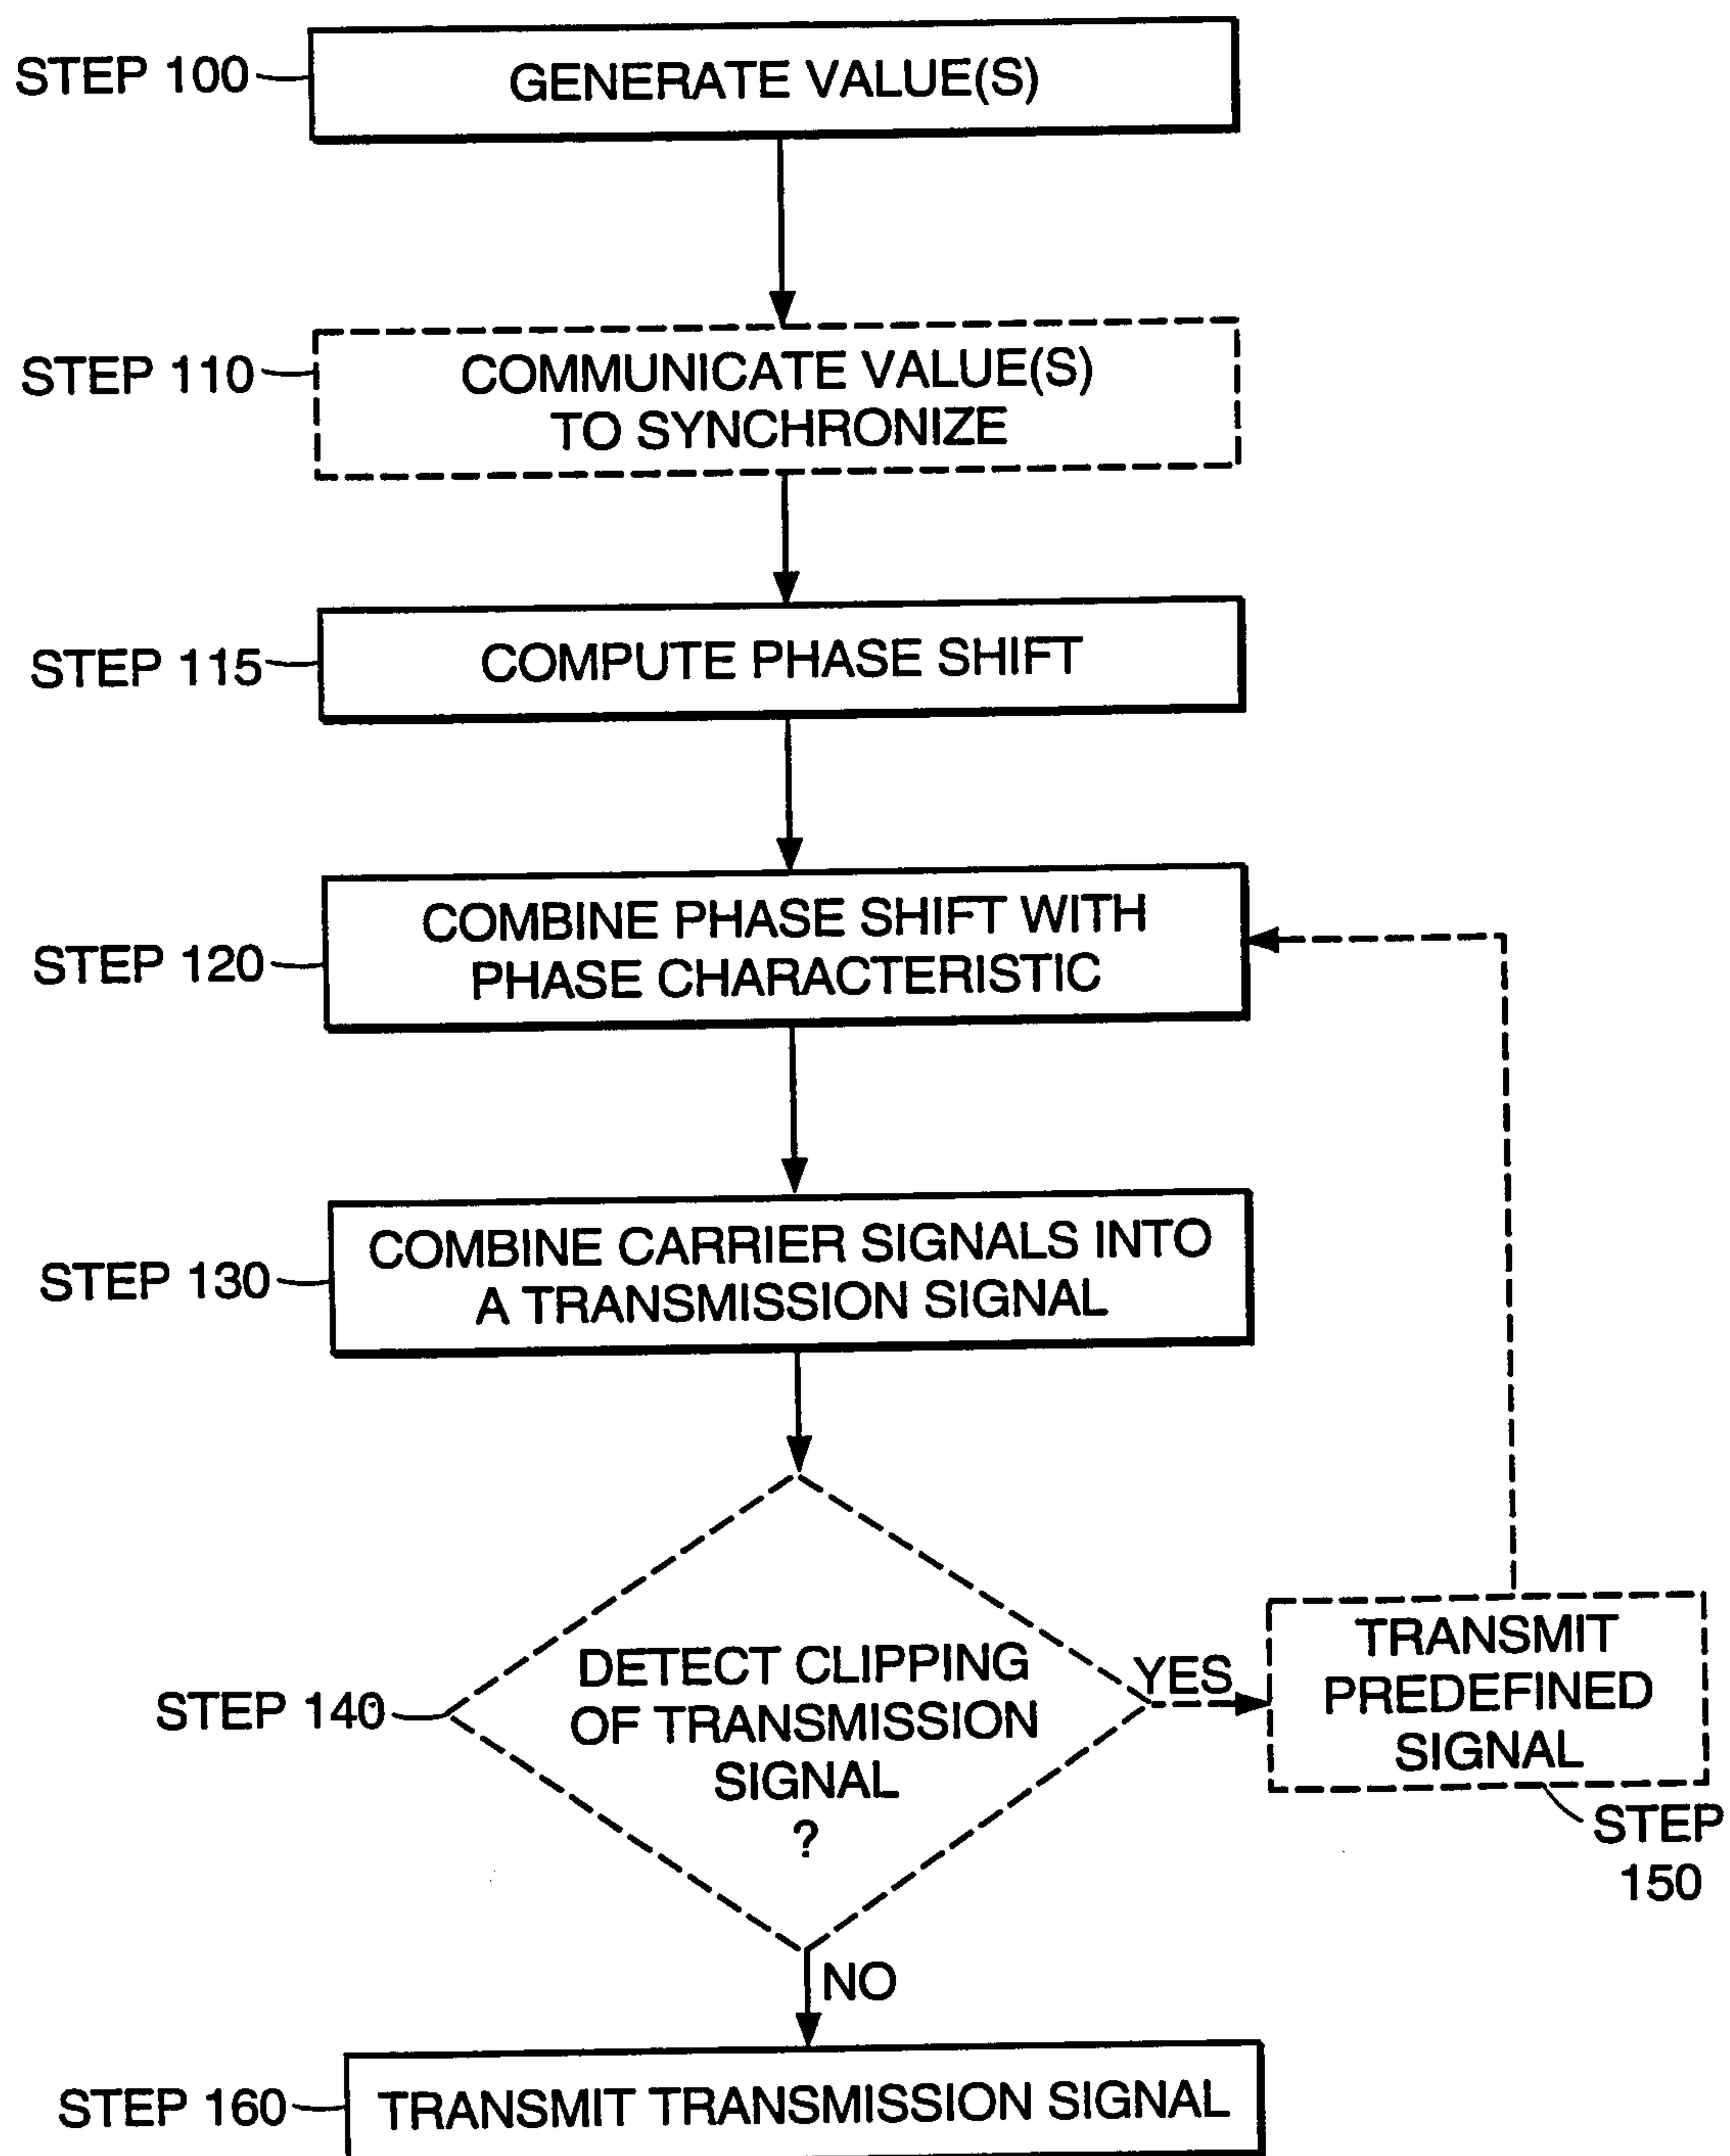 STEP 100
GENERATE VALUE(S)
STEP 110
COMMUNICATE VALUE(S)
TO SYNCHRONIZE
STEP 115
COMPUTE PHASE SHIFT
STEP 120
COMBINE PHASE SHIFT WITH
PHASE CHARACTERISTIC
STEP 130
COMBINE CARRIER SIGNALS INTO
A TRANSMISSION SIGNAL
STEP 140
DETECT CLIPPING
OF TRANSMISSION
SIGNAL
?
YES
TRANSMIT
PREDEFINED
SIGNAL
STEP
150
NO
STEP 160
TRANSMIT TRANSMISSION SIGNAL